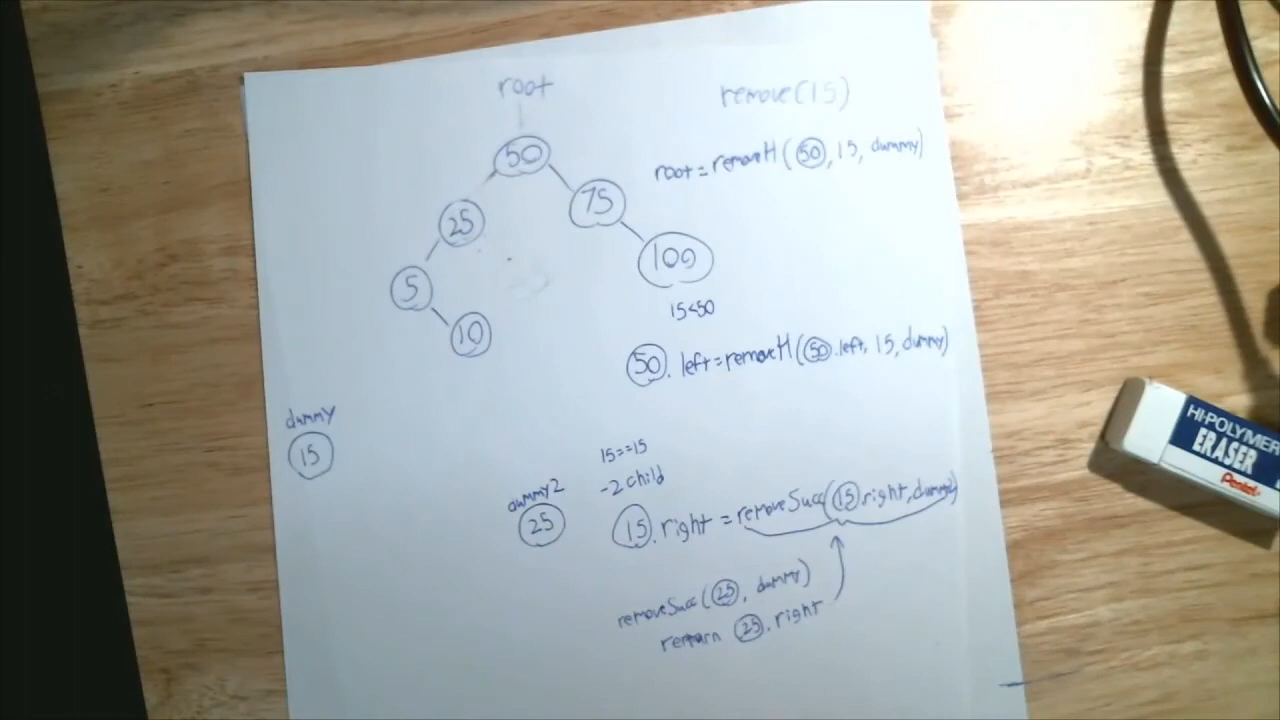 root
remove(15)
50
root = removeH(50, 15, dummy)
25
75
5
100
10
15<50
50. left = removeH(50.left, 15, dummy)
dummy
15
15==15
-2 child
dummy2
25
15. right = removeSucc(15.right, dummy2)
removeSucc(25, dummy)
return 25. right
HI-POLYMER
ERASER
Pentel